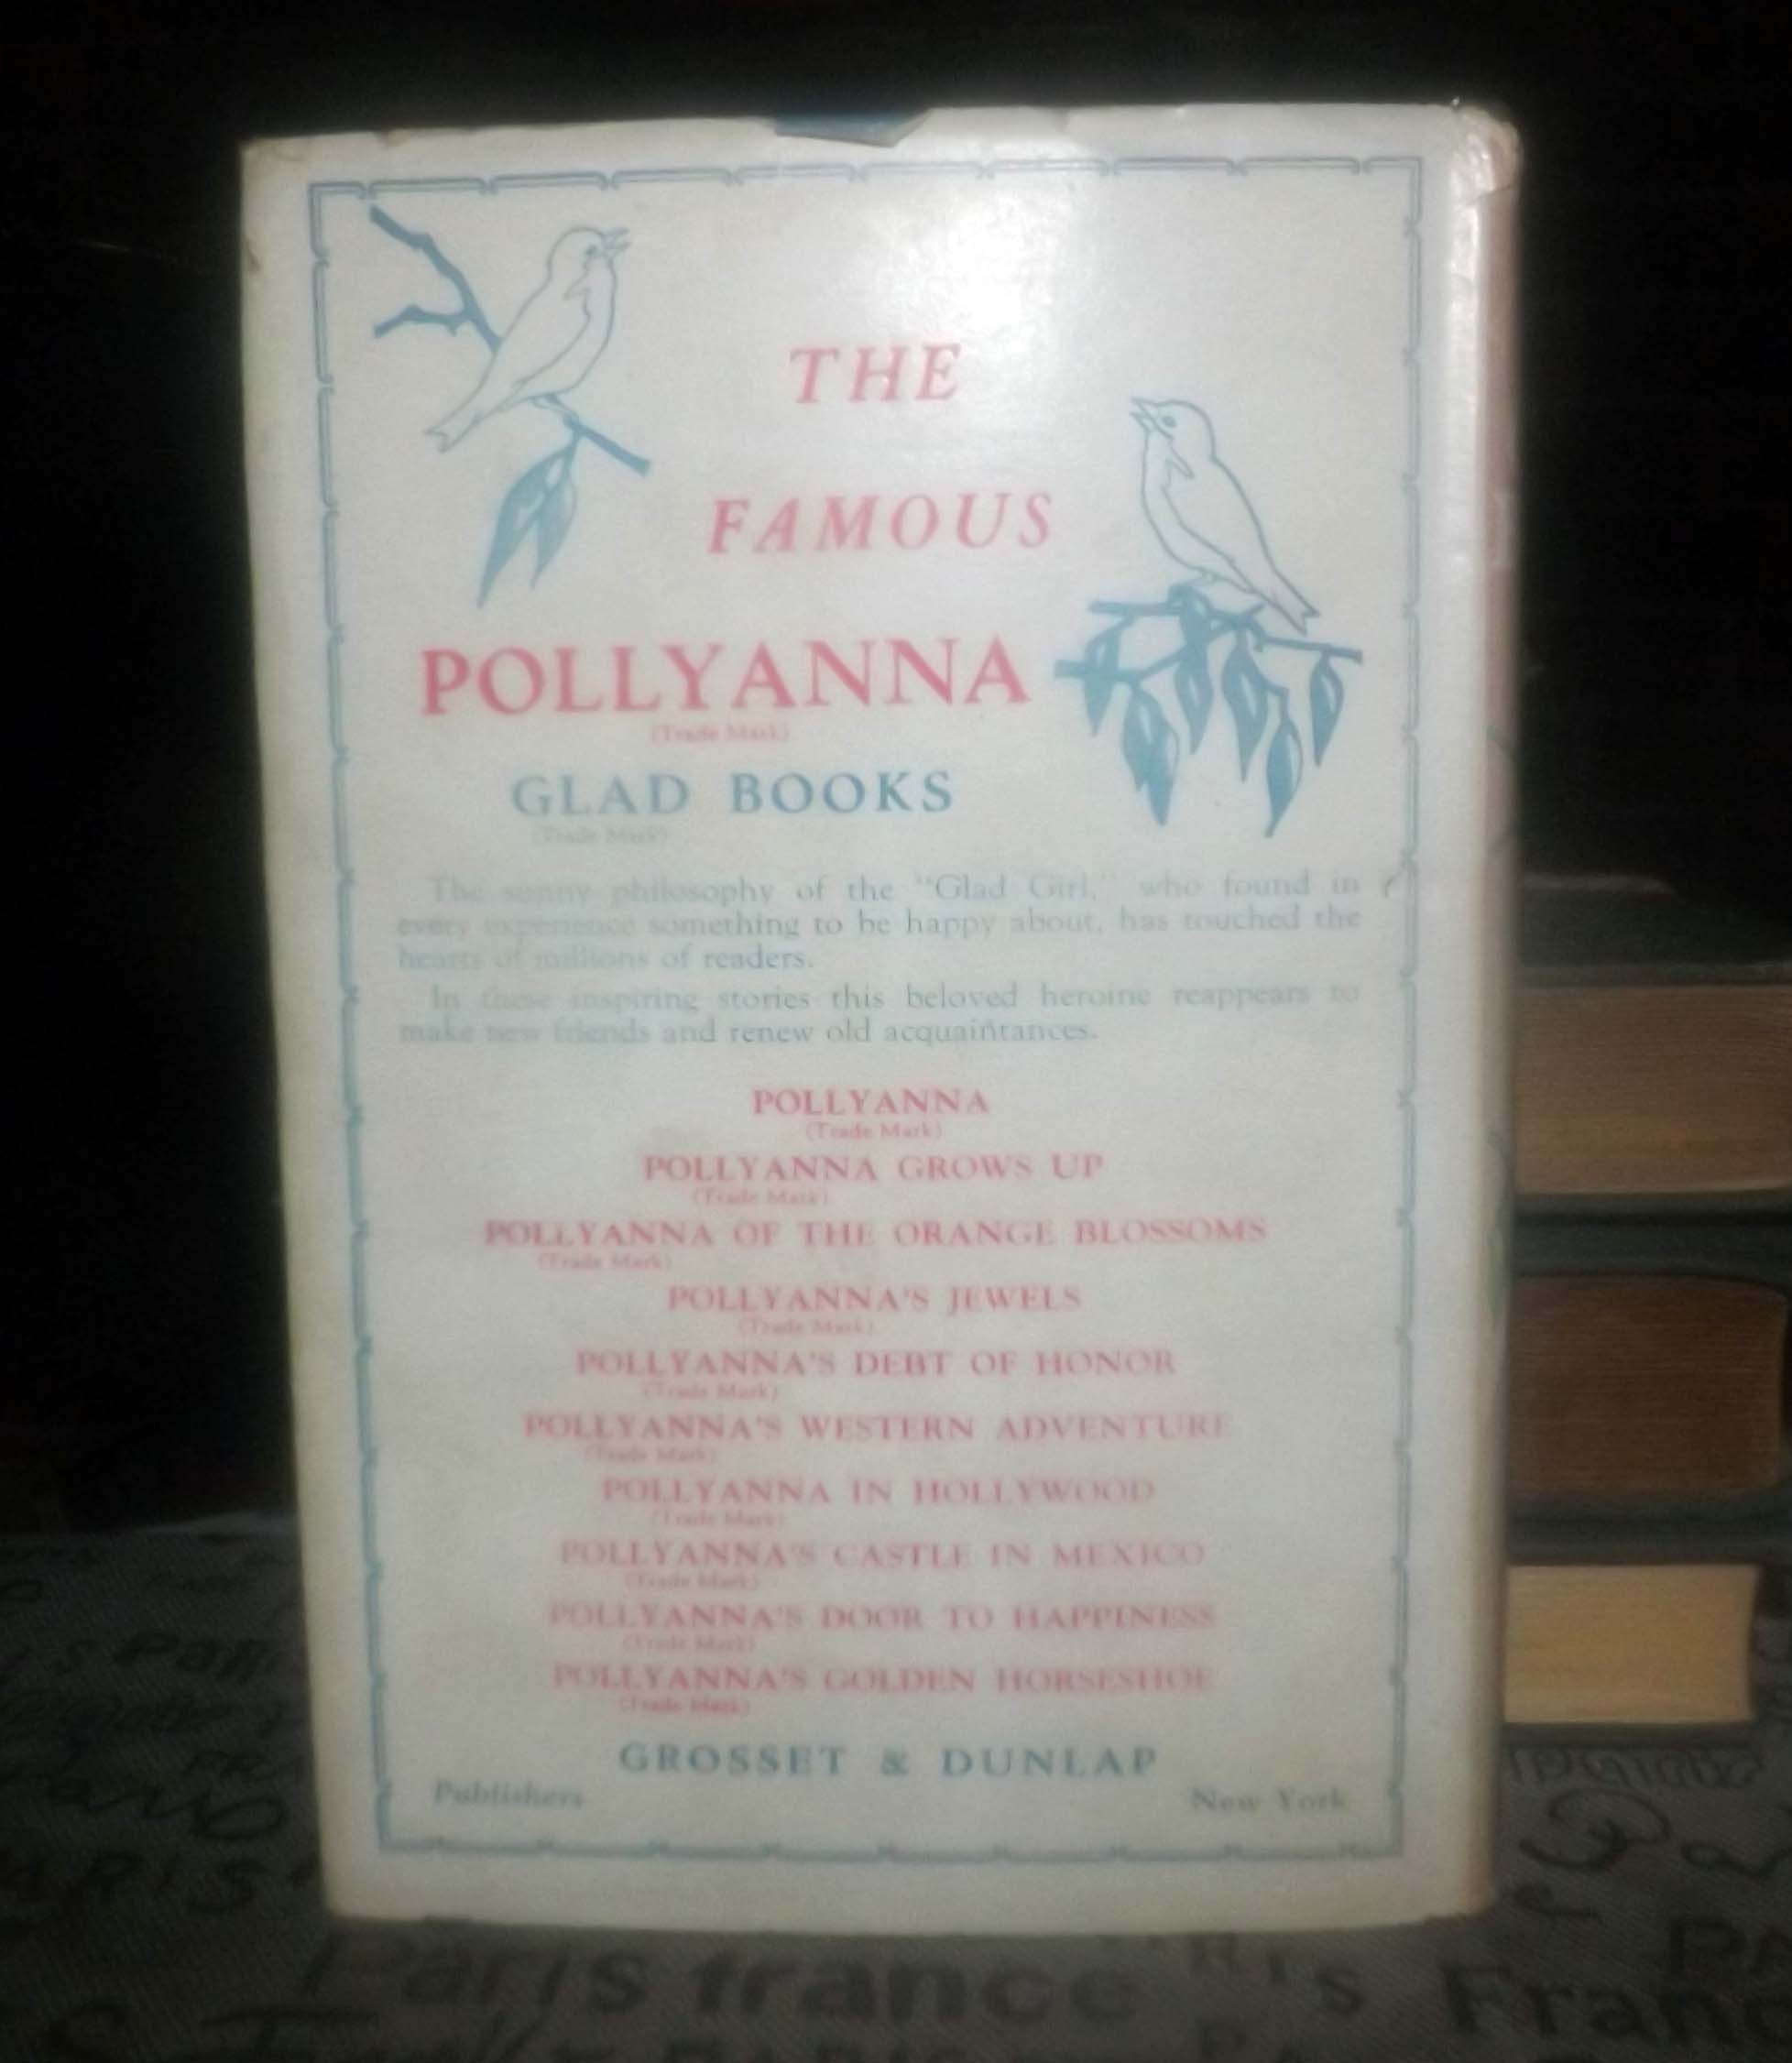 THE
FAMOUS
POLLYANNA
(Trade Mark)
GLAD BOOKS
(Trade Mark)
The sunny philosophy of the "Glad Girl," who found in
every experience something to be happy about, has touched the
hearts of millions of readers.
In these inspiring stories this beloved heroine reappears to
make new friends and renew old acquaintances.
POLLYANNA
(Trade Mark)
POLLYANNA GROWS UP
(Trade Mark)
POLLYANNA OF THE ORANGE BLOSSOMS
(Trade Mark)
POLLYANNA'S JEWELS
(Trade Mark)
POLLYANNA'S DEBT OF HONOR
(Trade Mark)
POLLYANNA'S WESTERN ADVENTURE
(Trade Mark)
POLLYANNA IN HOLLYWOOD
(Trade Mark)
POLLYANNA'S CASTLE IN MEXICO
(Trade Mark)
POLLYANNA'S DOOR TO HAPPINESS
(Trade Mark)
POLLYANNA'S GOLDEN HORSESHOE
(Trade Mark)
GROSSET & DUNLAP
Publishers New York
Paris france